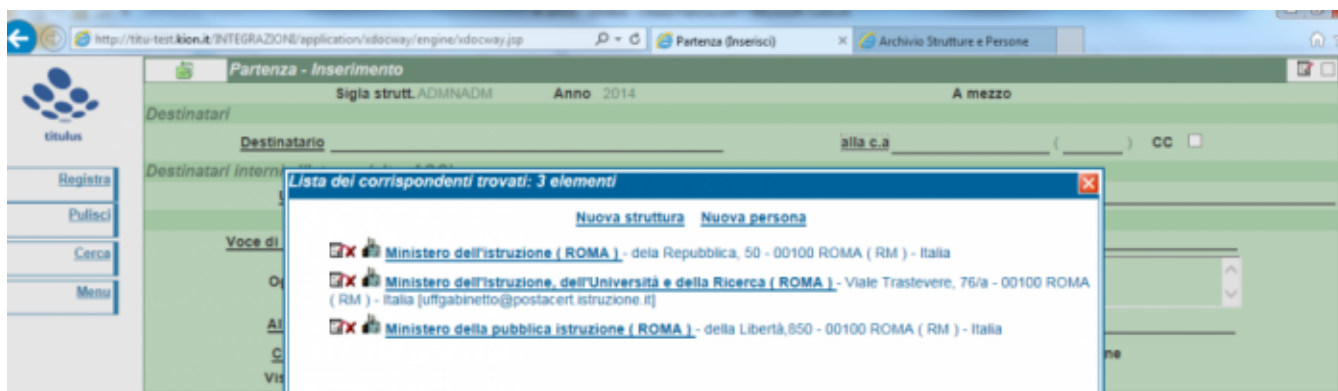 http://titu-test.kion.it/INTEGRAZIONI/application/xdocway/engine/xdocway.jsp
Partenza (Inserisci)
Archivio Strutture e Persone
titulus
Registra
Pulisci
Cerca
Menu
Partenza - Inserimento
Sigla strutt. ADMNADM Anno 2014 A mezzo
Destinatari
Destinatario alla c.a ( ) CC
Destinatari interni
Voce di
Lista dei corrispondenti trovati: 3 elementi
Nuova struttura Nuova persona
Ministero dell'istruzione ( ROMA ) - dela Repubblica, 50 - 00100 ROMA ( RM ) - Italia
Ministero dell'Istruzione, dell'Università e della Ricerca ( ROMA ) - Viale Trastevere, 76/a - 00100 ROMA
( RM ) - Italia [uffgabinetto@postacert.istruzione.it]
Ministero della pubblica istruzione ( ROMA ) - della Libertà,850 - 00100 ROMA ( RM ) - Italia